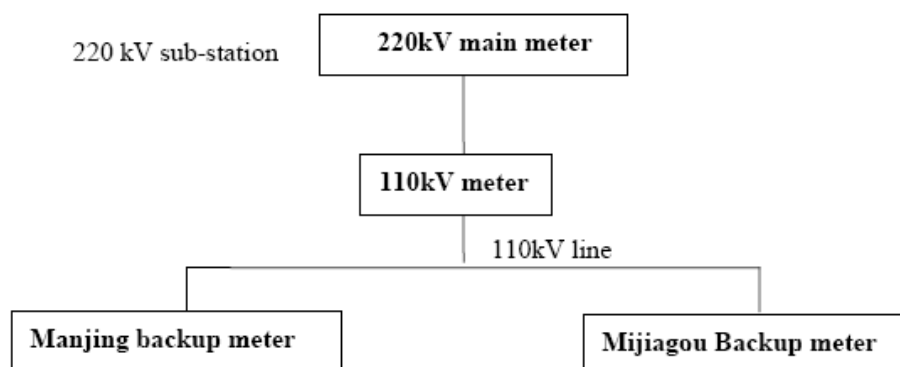 220kV main meter
220 kV sub-station
110kV meter
110kV line
Manjing backup meter
Mijiagou Backup meter